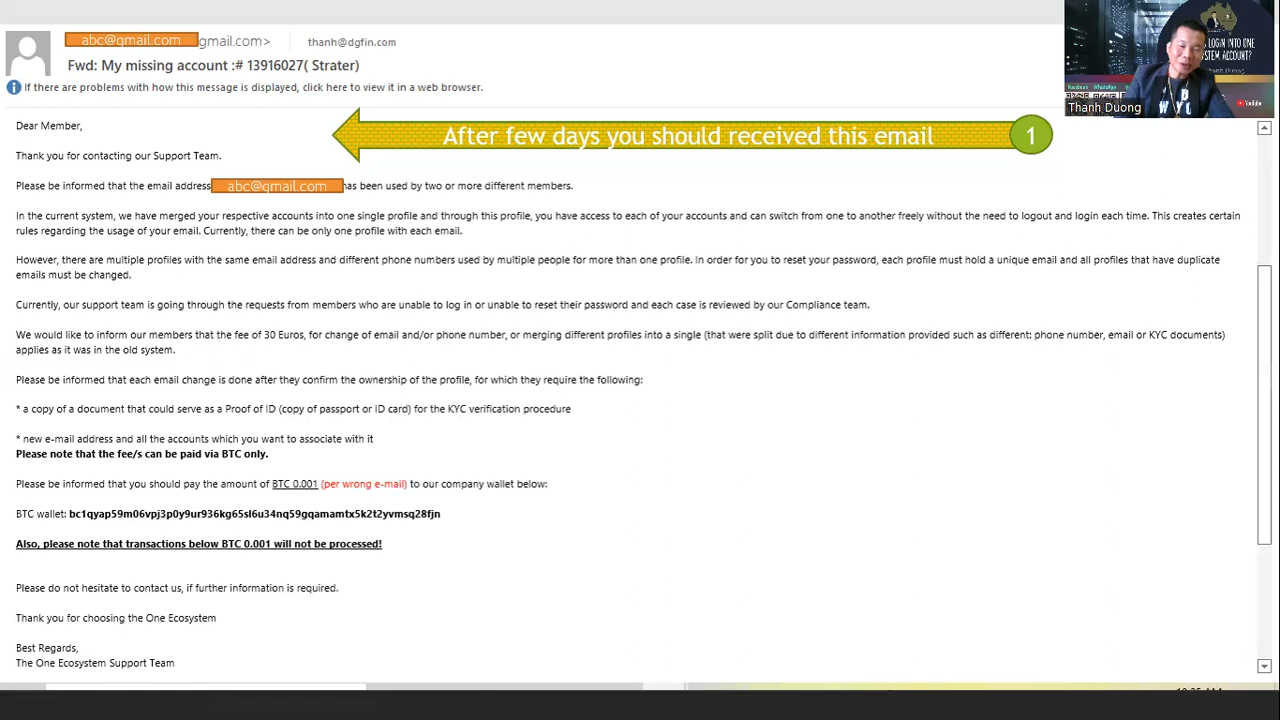 abc@gmail.com gmail.com> thanh@dgfin.com
Fwd: My missing account :# 13916027( Strater)
If there are problems with how this message is displayed, click here to view it in a web browser.
LOGIN INTO ONE
SYSTEM ACCOUNT?
Thanh Duong
YouTube
Thanh Duong
After few days you should received this email 1
Dear Member,
Thank you for contacting our Support Team.
Please be informed that the email address abc@gmail.com has been used by two or more different members.
In the current system, we have merged your respective accounts into one single profile and through this profile, you have access to each of your accounts and can switch from one to another freely without the need to logout and login each time. This creates certain
rules regarding the usage of your email. Currently, there can be only one profile with each email.
However, there are multiple profiles with the same email address and different phone numbers used by multiple people for more than one profile. In order for you to reset your password, each profile must hold a unique email and all profiles that have duplicate
emails must be changed.
Currently, our support team is going through the requests from members who are unable to log in or unable to reset their password and each case is reviewed by our Compliance team.
We would like to inform our members that the fee of 30 Euros, for change of email and/or phone number, or merging different profiles into a single (that were split due to different information provided such as different: phone number, email or KYC documents)
applies as it was in the old system.
Please be informed that each email change is done after they confirm the ownership of the profile, for which they require the following:
* a copy of a document that could serve as a Proof of ID (copy of passport or ID card) for the KYC verification procedure
* new e-mail address and all the accounts which you want to associate with it
Please note that the fee/s can be paid via BTC only.
Please be informed that you should pay the amount of BTC 0.001 (per wrong e-mail) to our company wallet below:
BTC wallet: bc1qyap59m06vpj3p0y9ur936kg65sl6u34nq59gqamamtx5k2t2yvmsq28fjn
Also, please note that transactions below BTC 0.001 will not be processed!
Please do not hesitate to contact us, if further information is required.
Thank you for choosing the One Ecosystem
Best Regards,
The One Ecosystem Support Team